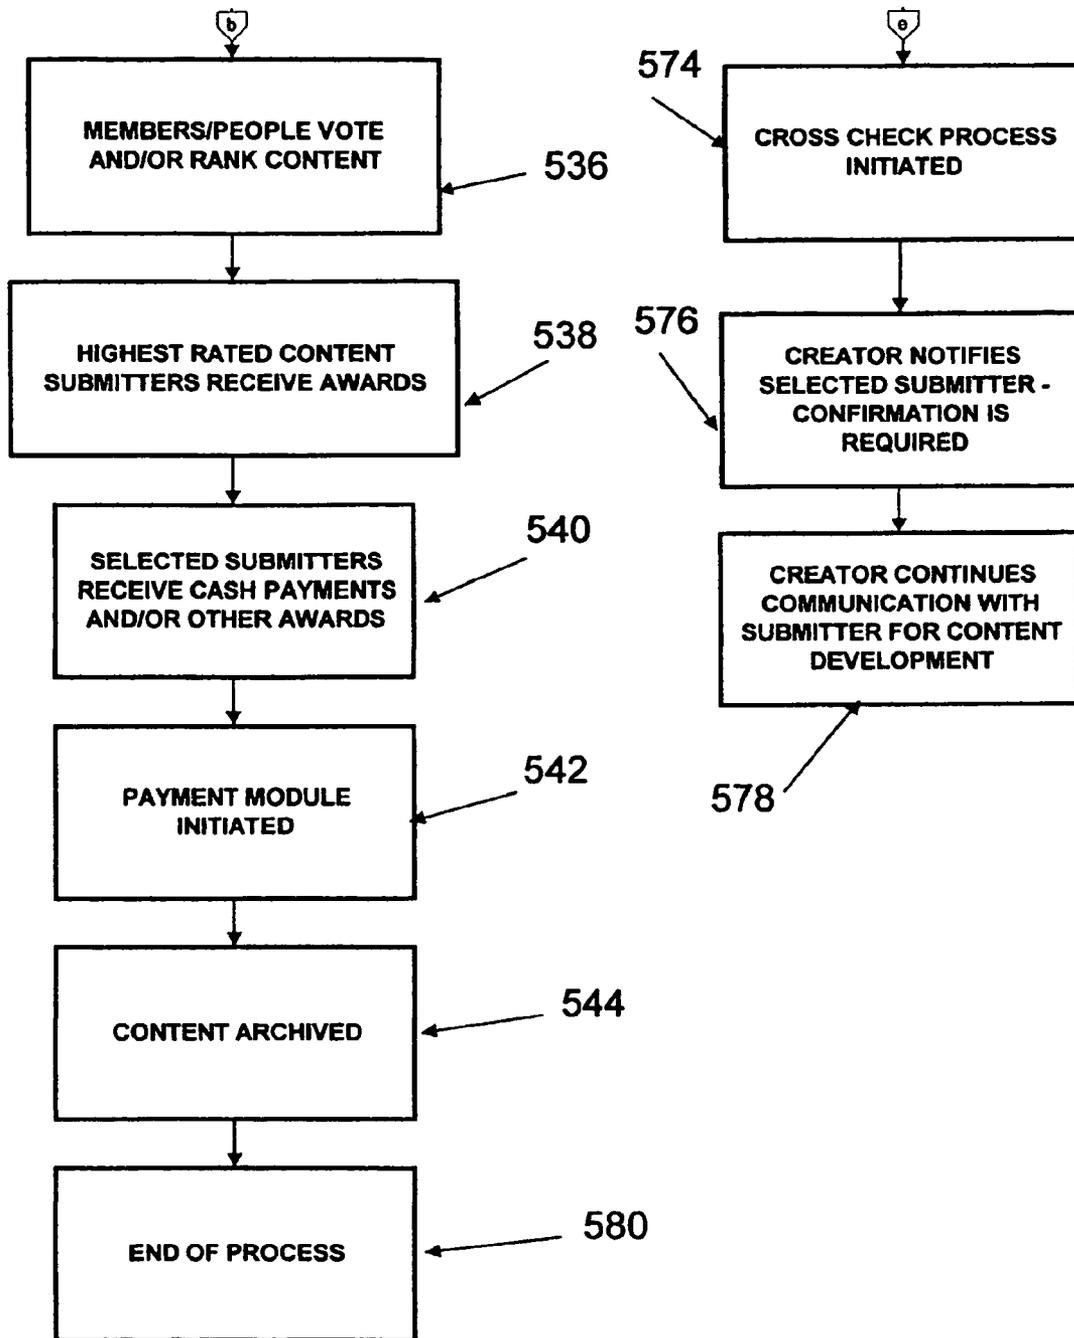 b
MEMBERS/PEOPLE VOTE
AND/OR RANK CONTENT
536
HIGHEST RATED CONTENT
SUBMITTERS RECEIVE AWARDS
538
SELECTED SUBMITTERS
RECEIVE CASH PAYMENTS
AND/OR OTHER AWARDS
540
PAYMENT MODULE
INITIATED
542
CONTENT ARCHIVED
544
END OF PROCESS
580
e
574
CROSS CHECK PROCESS
INITIATED
576
CREATOR NOTIFIES
SELECTED SUBMITTER -
CONFIRMATION IS
REQUIRED
CREATOR CONTINUES
COMMUNICATION WITH
SUBMITTER FOR CONTENT
DEVELOPMENT
578